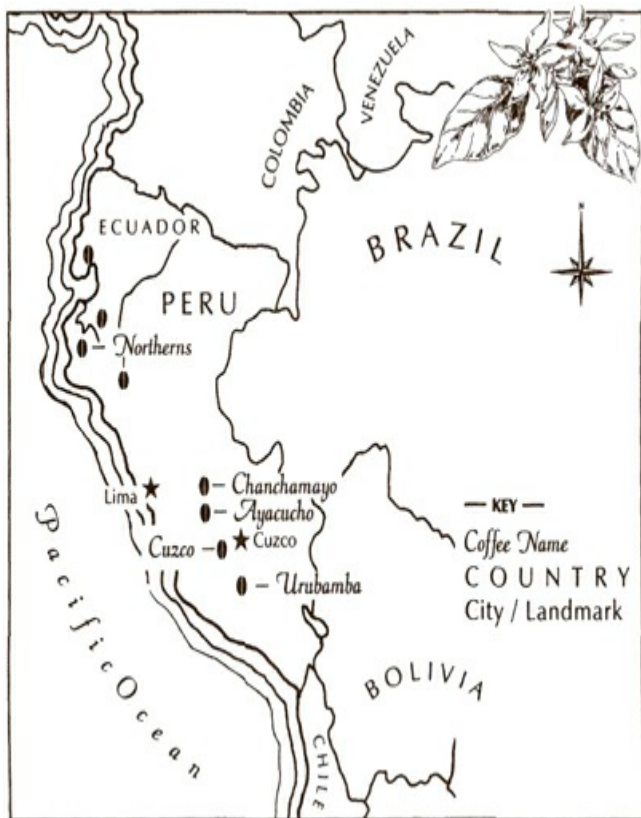 VENEZUELA
COLOMBIA
ECUADOR
BRAZIL
N
PERU
Northerns
Lima
Chanchamayo
Ayacucho
Cuzco
Cuzco
Urubamba
— KEY —
Coffee Name
COUNTRY
City / Landmark
Pacific Ocean
BOLIVIA
CHILE